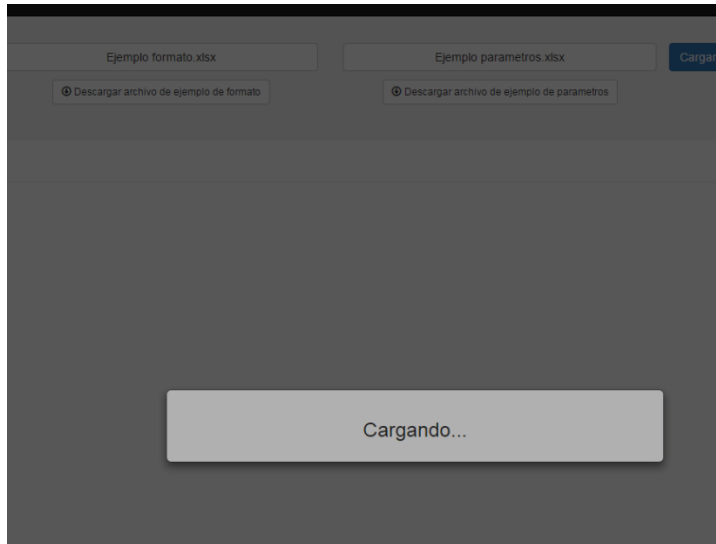 Ejemplo formato.xlsx
Ejemplo parametros.xlsx
Cargar
Descargar archivo de ejemplo de formato
Descargar archivo de ejemplo de parametros
Cargando...